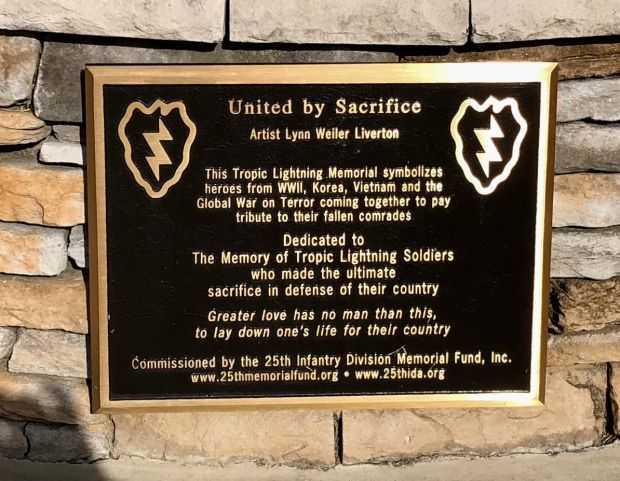 United by Sacrifice
Artist Lynn Weiler Liverton
This Tropic Lightning Memorial symbolizes
heroes from WWII, Korea, Vietnam and the
Global War on Terror coming together to pay
tribute to their fallen comrades
Dedicated to
The Memory of Tropic Lightning Soldiers
who made the ultimate
sacrifice in defense of their country
Greater love has no man than this,
to lay down one's life for their country
Commissioned by the 25th Infantry Division Memorial Fund, Inc.
www.25thmemorialfund.org • www.25thida.org